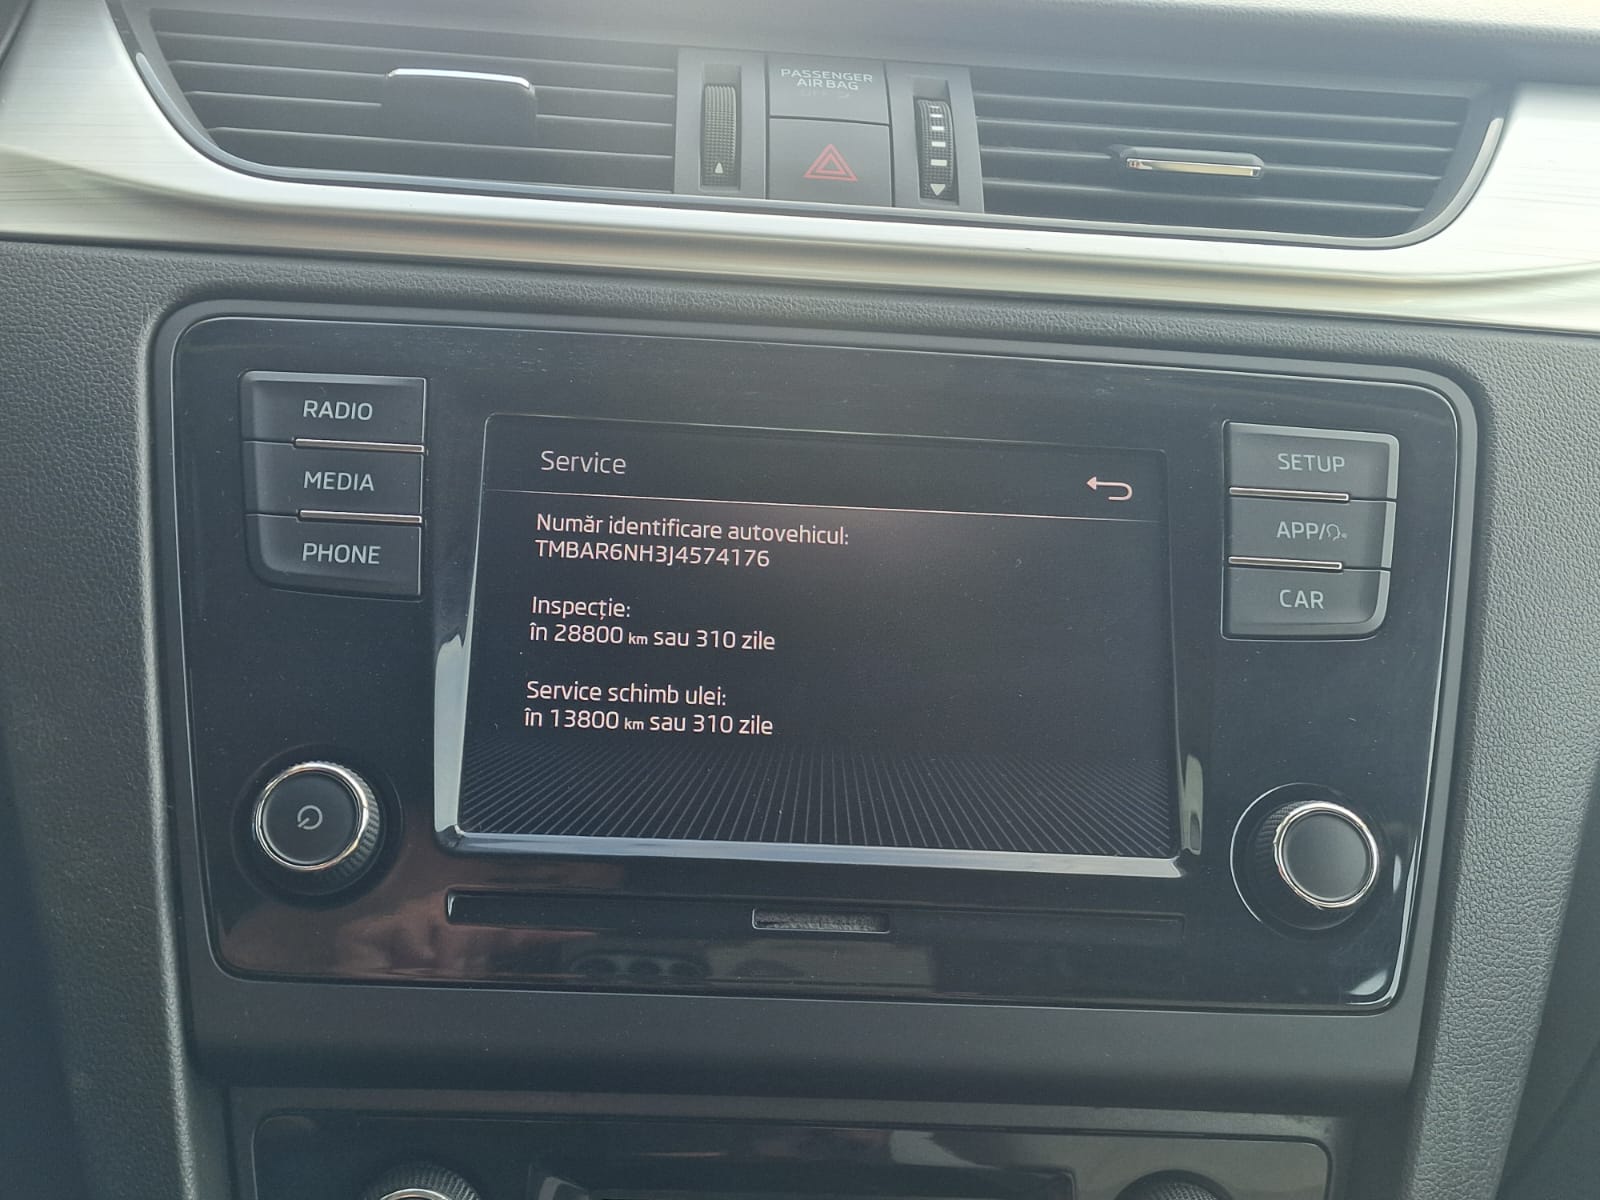 PASSENGER
AIR BAG
RADIO
MEDIA
PHONE
Service
Număr identificare autovehicul:
TMBAR6NH3J4574176
Inspecție:
în 28800 km sau 310 zile
Service schimb ulei:
în 13800 km sau 310 zile
SETUP
APP/
CAR